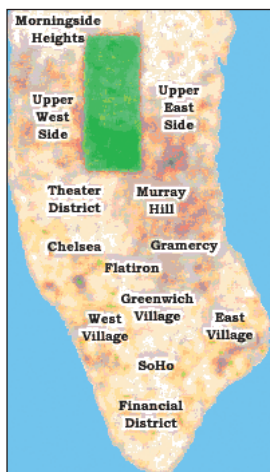 Morningside
Heights
Upper
West
Side
Upper
East
Side
Theater
District
Murray
Hill
Chelsea
Gramercy
Flatiron
Greenwich
Village
West
Village
East
Village
SoHo
Financial
District